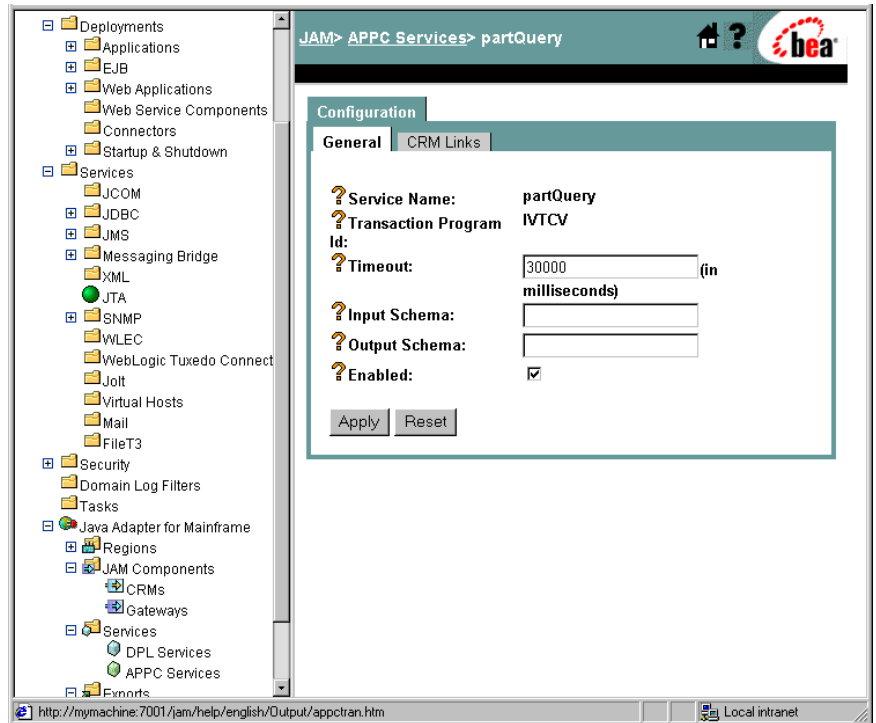 Deployments
Applications
EJB
Web Applications
Web Service Components
Connectors
Startup & Shutdown
Services
JCOM
JDBC
JMS
Messaging Bridge
XML
JTA
SNMP
WLEC
WebLogic Tuxedo Connect
Jolt
Virtual Hosts
Mail
FileT3
Security
Domain Log Filters
Tasks
Java Adapter for Mainframe
Regions
JAM Components
CRMs
Gateways
Services
DPL Services
APPC Services
Exports
JAM> APPC Services> partQuery
?
bea
Configuration
General CRM Links
? Service Name: partQuery
? Transaction Program IVTCV
Id:
? Timeout: 30000 (in
milliseconds)
? Input Schema:
? Output Schema:
? Enabled:
Apply Reset
http://mymachine:7001/jam/help/english/Output/appctran.htm
Local intranet